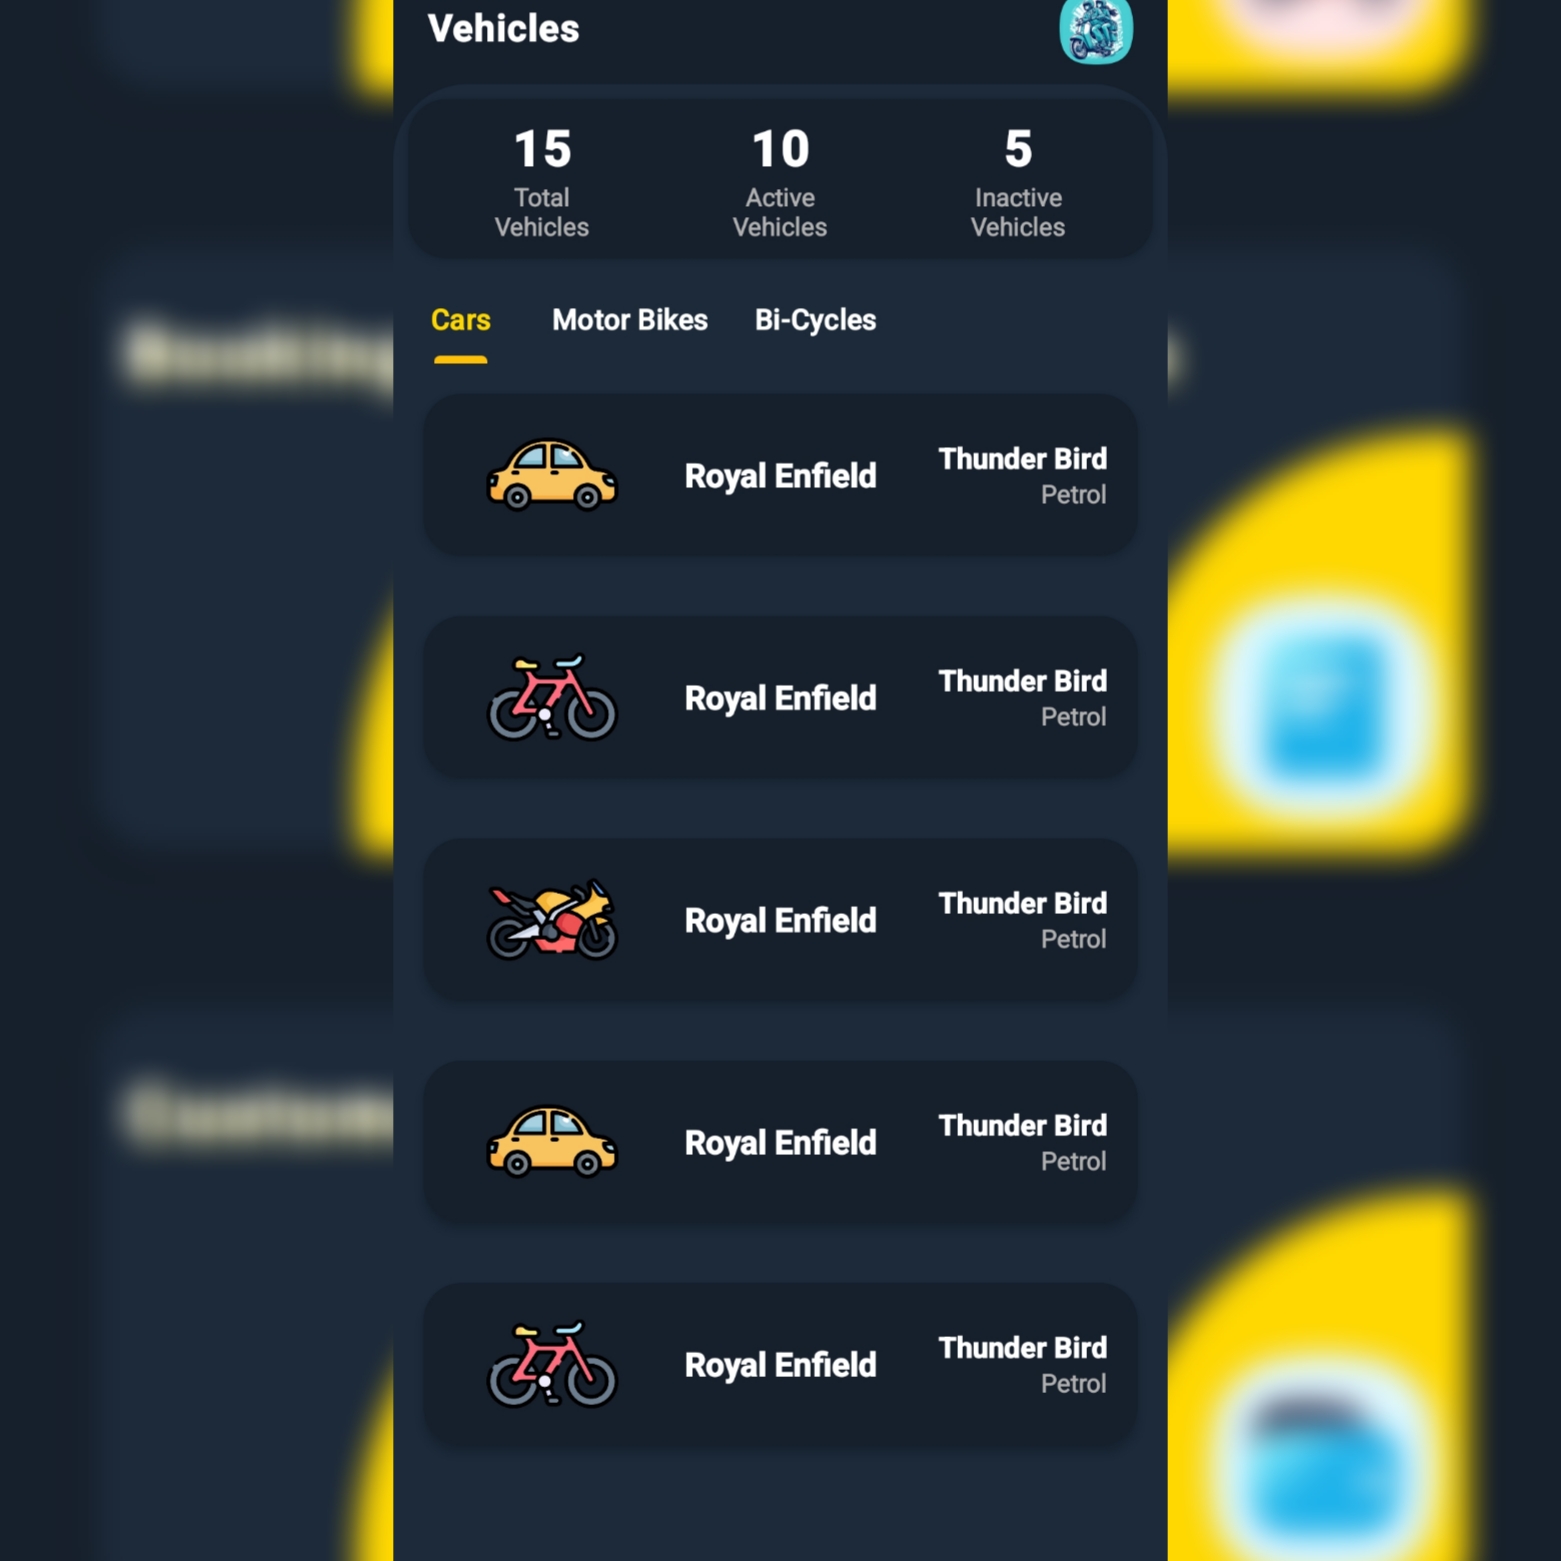 Vehicles
15
Total
Vehicles
10
Active
Vehicles
5
Inactive
Vehicles
Cars
Motor Bikes
Bi-Cycles
Royal Enfield
Thunder Bird
Petrol
Royal Enfield
Thunder Bird
Petrol
Royal Enfield
Thunder Bird
Petrol
Royal Enfield
Thunder Bird
Petrol
Royal Enfield
Thunder Bird
Petrol